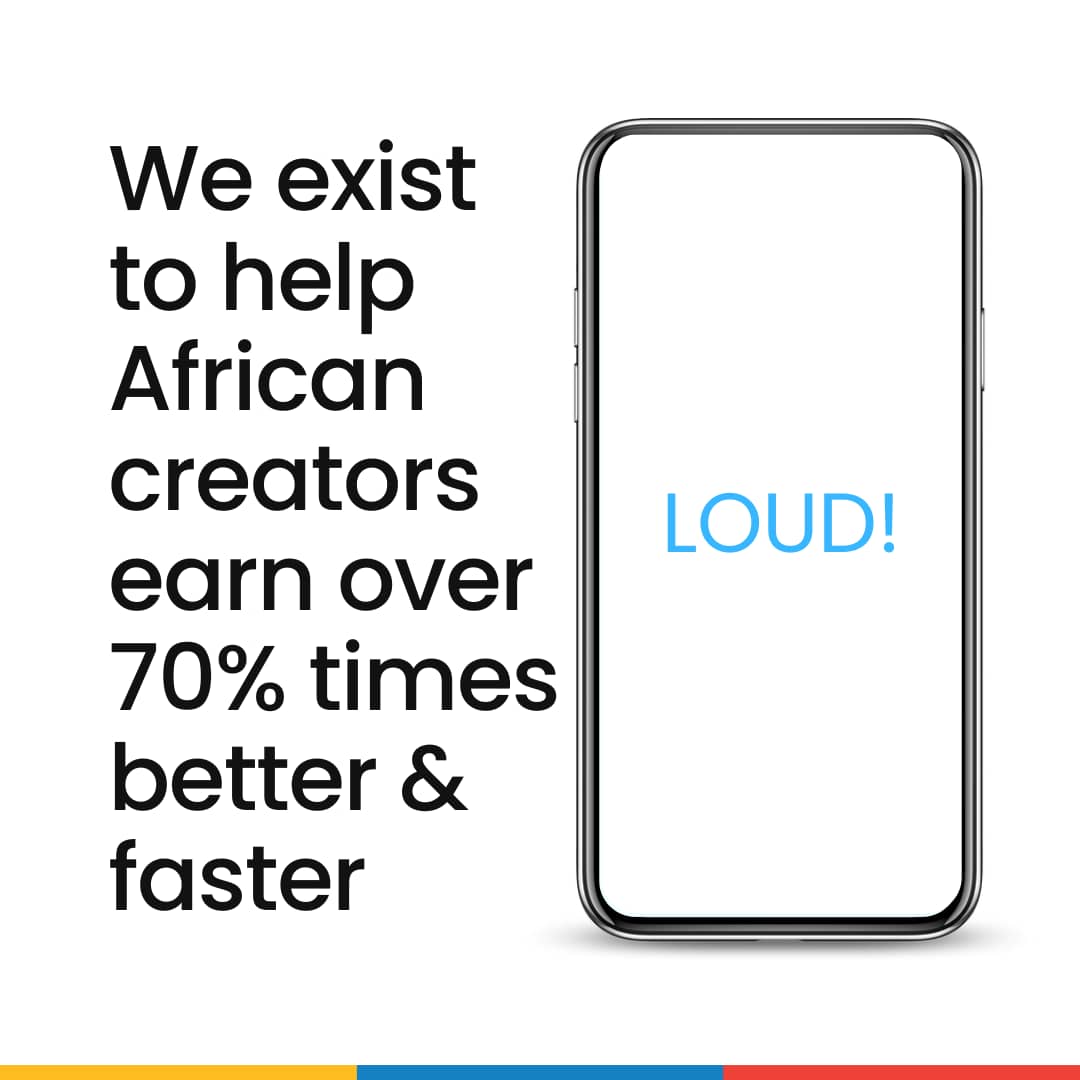 We exist
to help
African
creators
earn over
70% times
better &
faster
LOUD!